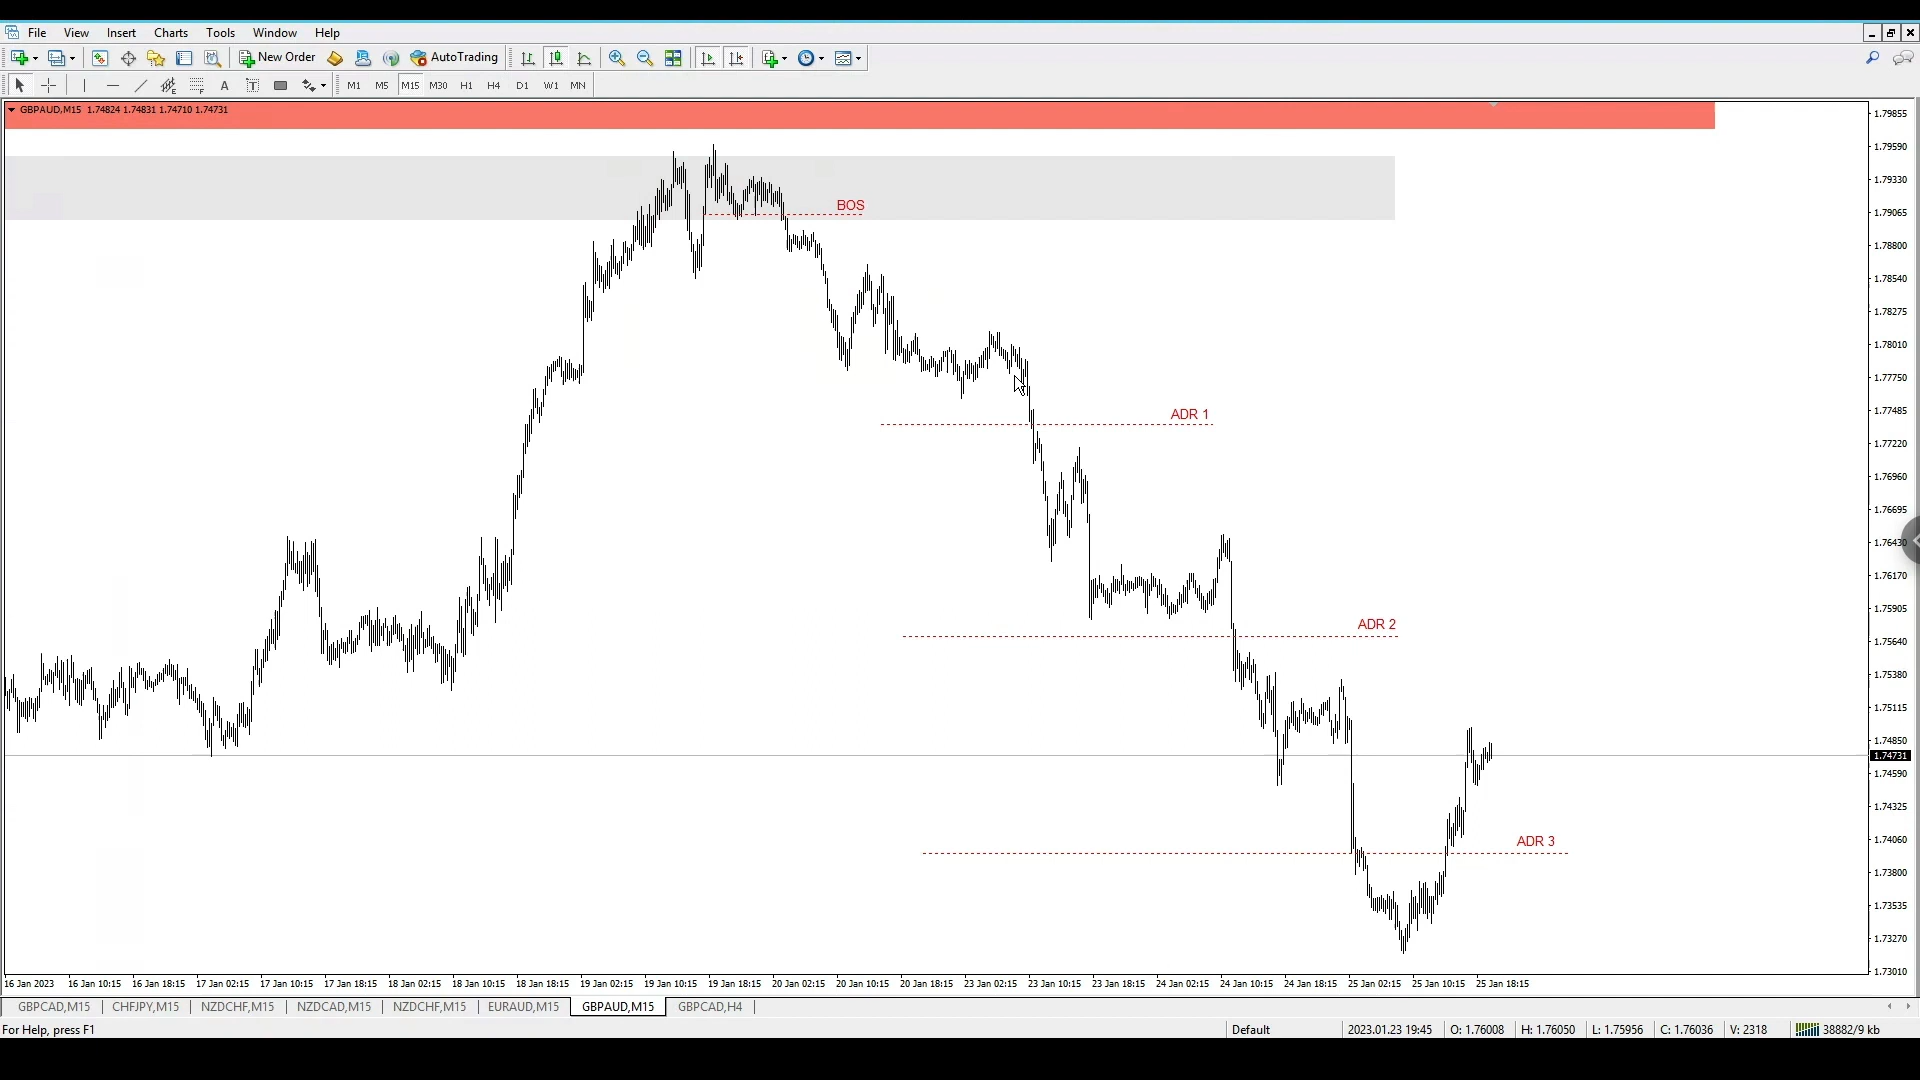 File View Insert Charts Tools Window Help
New Order AutoTrading
A T M1 M5 M15 M30 H1 H4 D1 W1 MN
GBPAUD,M15 1.74824 1.74831 1.74710 1.74731
1.79855
1.79590
1.79330
BOS
1.79065
1.78800
1.78540
1.78275
1.78010
1.77750
ADR 1
1.77485
1.77220
1.76960
1.76695
1.76430
1.76170
1.75905
ADR 2
1.75640
1.75380
1.75115
1.74850
1.74731
1.74590
1.74325
ADR 3
1.74060
1.73800
1.73535
1.73270
1.73010
16 Jan 2023 16 Jan 10:15 16 Jan 18:15 17 Jan 02:15 17 Jan 10:15 17 Jan 18:15 18 Jan 02:15 18 Jan 10:15 18 Jan 18:15 19 Jan 02:15 19 Jan 10:15 19 Jan 18:15 20 Jan 02:15 20 Jan 10:15 20 Jan 18:15 23 Jan 02:15 23 Jan 10:15 23 Jan 18:15 24 Jan 02:15 24 Jan 10:15 24 Jan 18:15 25 Jan 02:15 25 Jan 10:15 25 Jan 18:15
GBPCAD,M15 CHFJPY,M15 NZDCHF,M15 NZDCAD,M15 NZDCHF,M15 EURAUD,M15 GBPAUD,M15 GBPCAD,H4
For Help, press F1 Default 2023.01.23 19:45 O: 1.76008 H: 1.76050 L: 1.75956 C: 1.76036 V: 2318 38882/9 kb